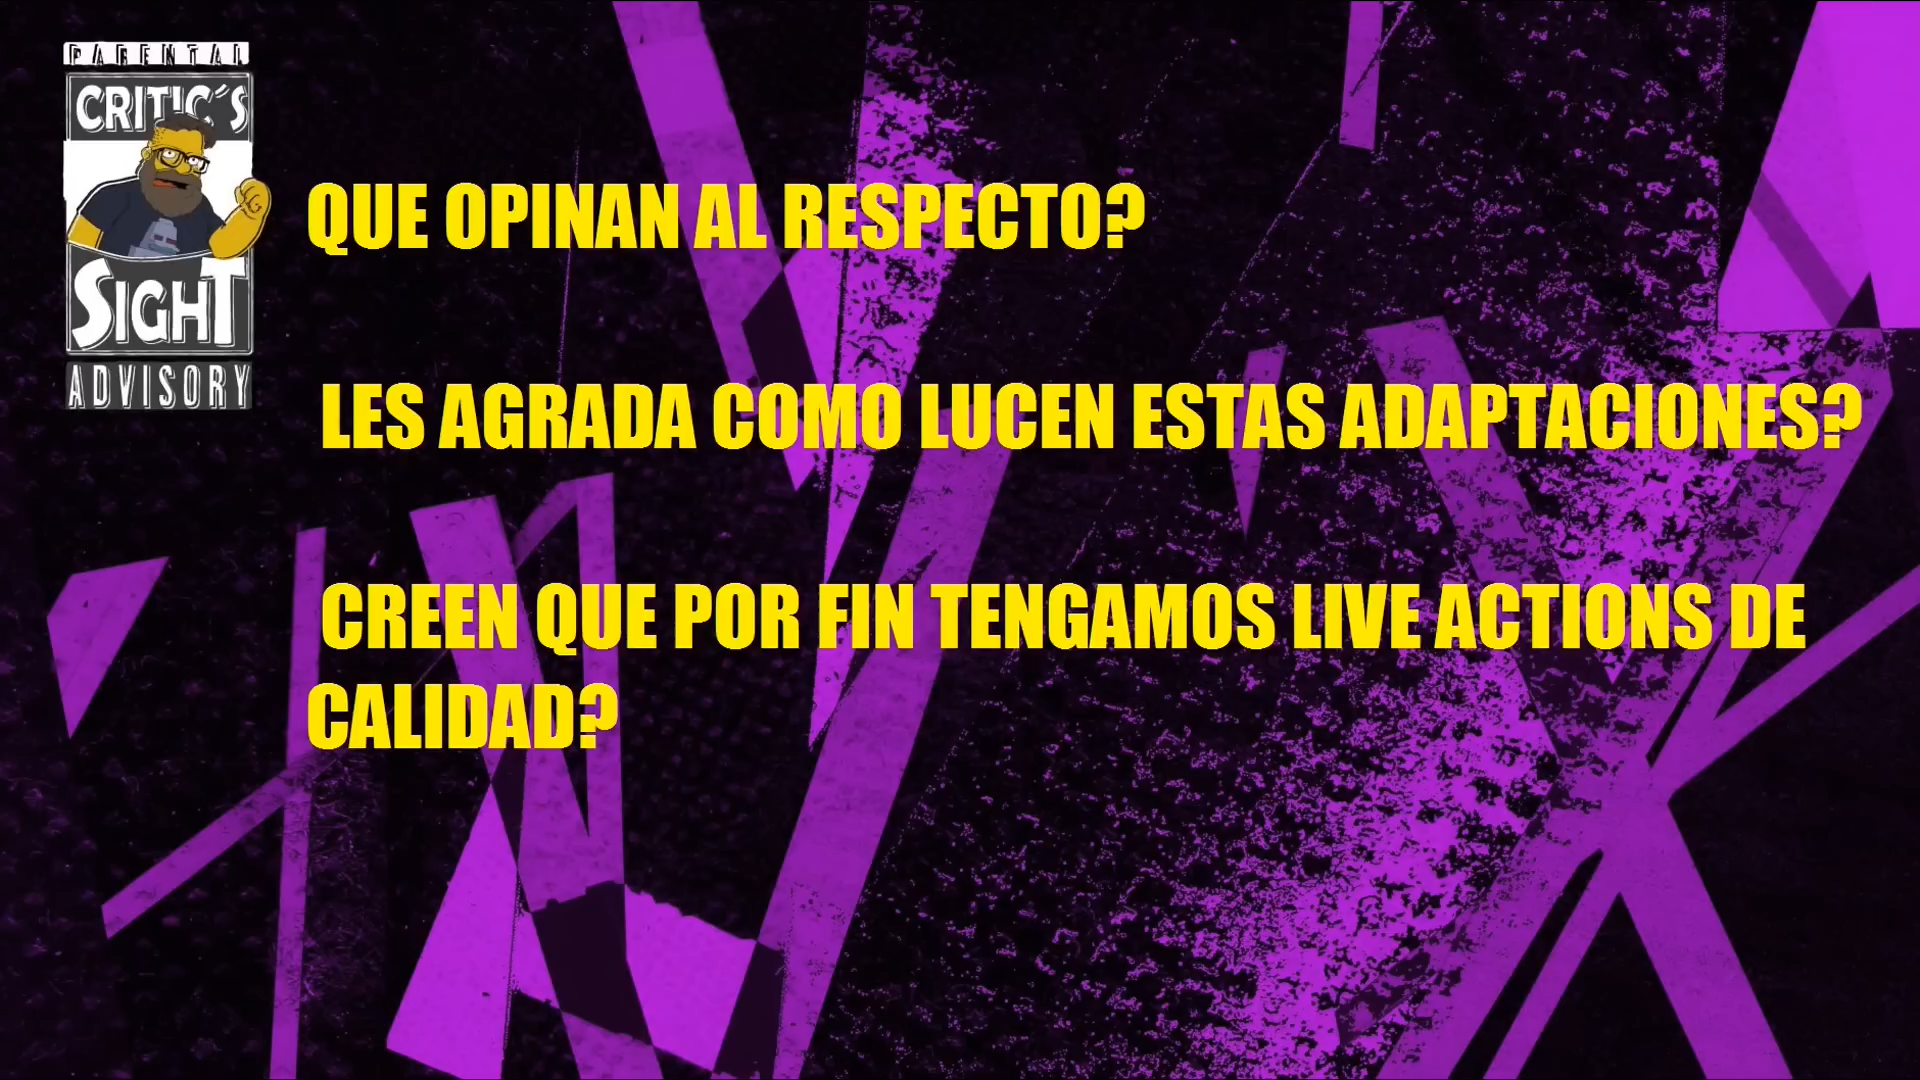 PARENTAL
CRITIC´S
SIGHT
ADVISORY
QUE OPINAN AL RESPECTO?
LES AGRADA COMO LUCEN ESTAS ADAPTACIONES?
CREEN QUE POR FIN TENGAMOS LIVE ACTIONS DE
CALIDAD?